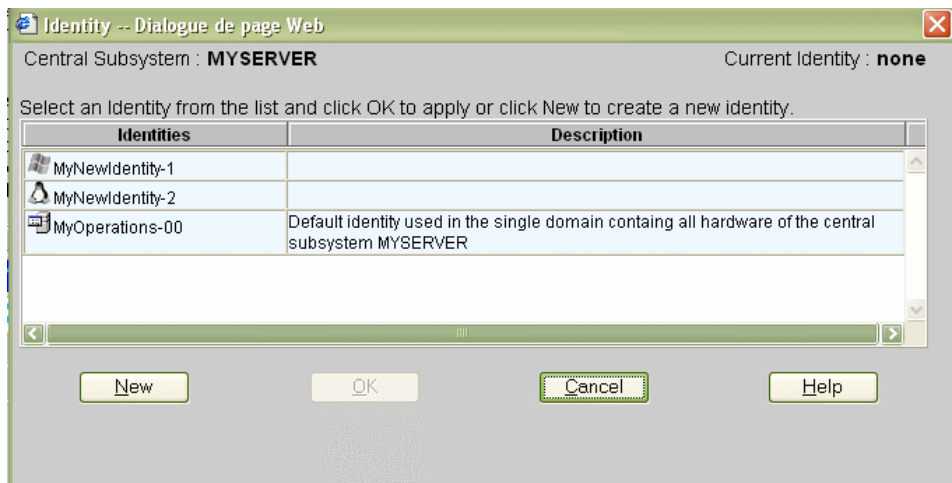 Identity -- Dialogue de page Web
Central Subsystem : MYSERVER Current Identity : none
Select an Identity from the list and click OK to apply or click New to create a new identity.
Identities Description
MyNewIdentity-1
MyNewIdentity-2
MyOperations-00 Default identity used in the single domain containg all hardware of the central
subsystem MYSERVER
New OK Cancel Help